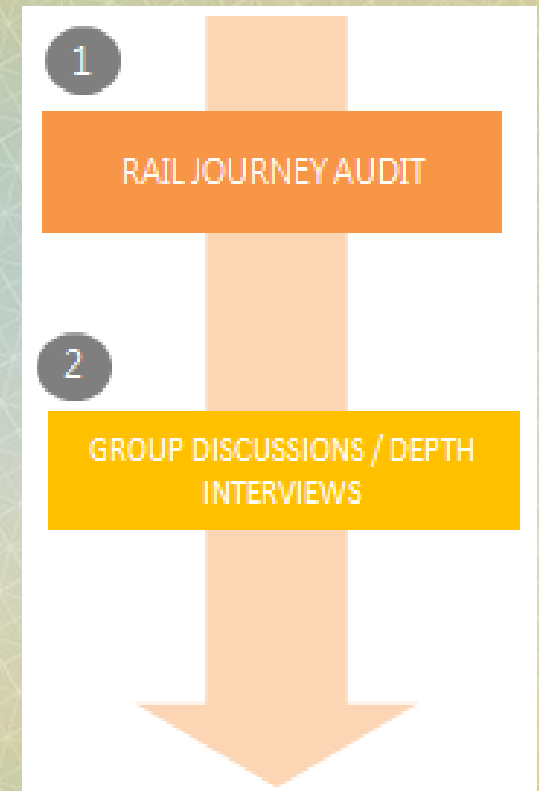 1
RAIL JOURNEY AUDIT
2
GROUP DISCUSSIONS / DEPTH
INTERVIEWS